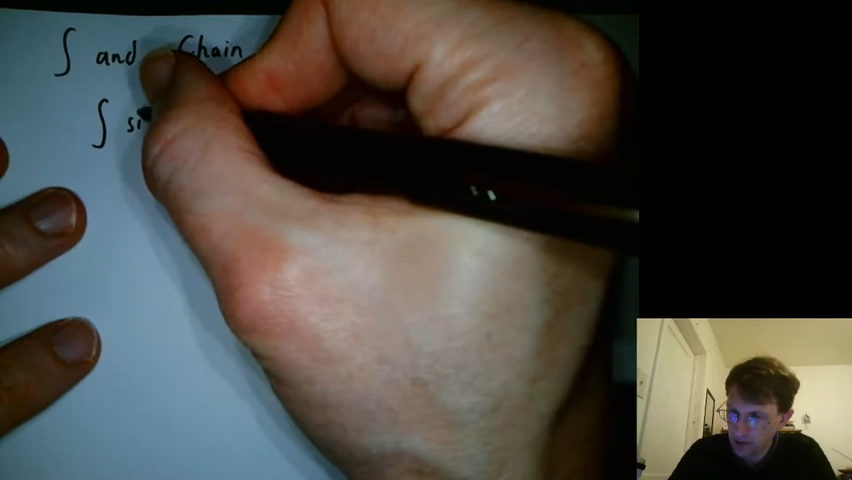 ∫ and Chain
∫ si